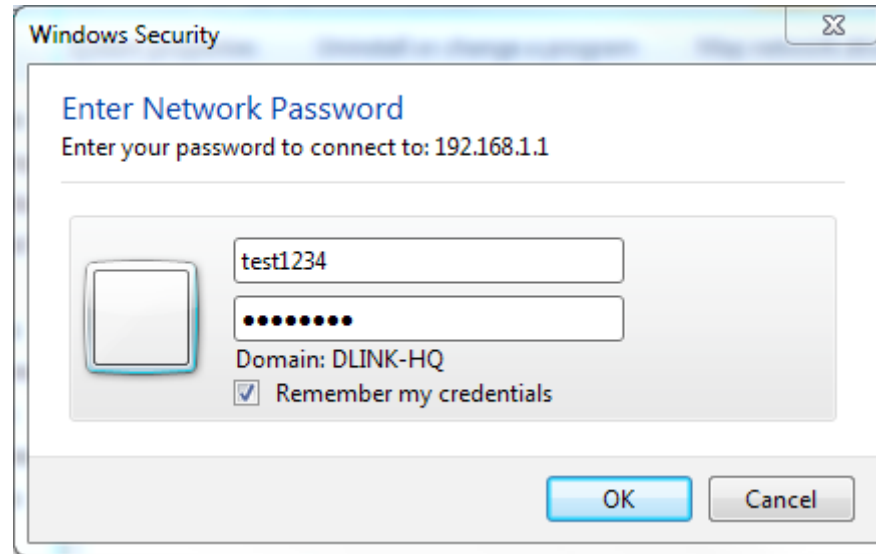 Windows Security
Enter Network Password
Enter your password to connect to: 192.168.1.1
test1234
●●●●●●●●
Domain: DLINK-HQ
Remember my credentials
OK Cancel